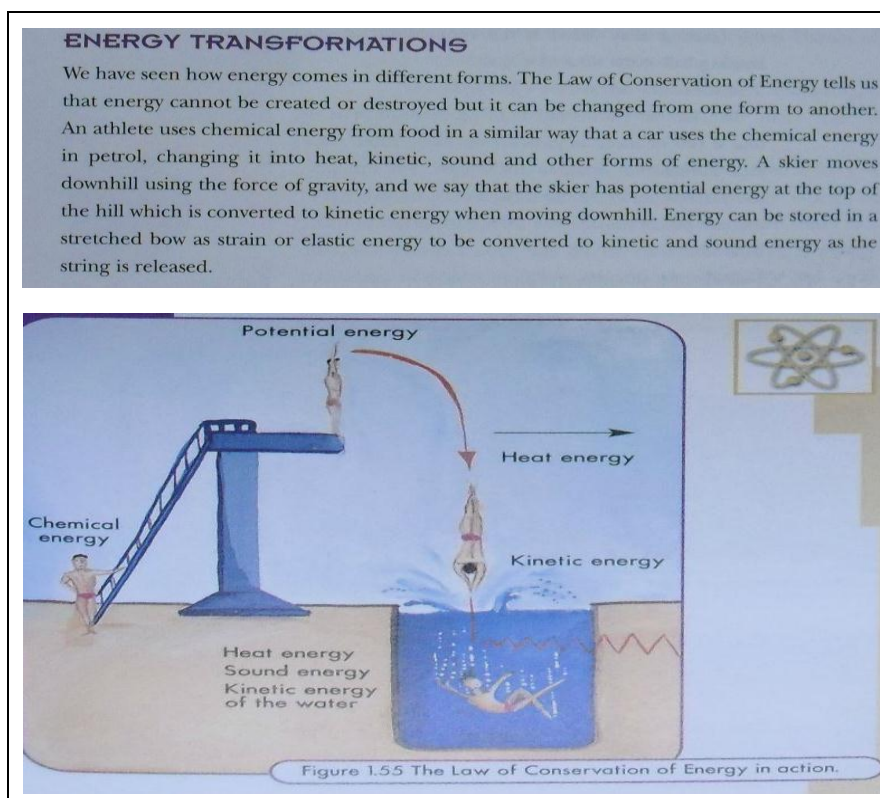 ENERGY TRANSFORMATIONS
We have seen how energy comes in different forms. The Law of Conservation of Energy tells us
that energy cannot be created or destroyed but it can be changed from one form to another.
An athlete uses chemical energy from food in a similar way that a car uses the chemical energy
in petrol, changing it into heat, kinetic, sound and other forms of energy. A skier moves
downhill using the force of gravity, and we say that the skier has potential energy at the top of
the hill which is converted to kinetic energy when moving downhill. Energy can be stored in a
stretched bow as strain or elastic energy to be converted to kinetic and sound energy as the
string is released.
Potential energy
Heat energy
Chemical
energy
Kinetic energy
Heat energy
Sound energy
Kinetic energy
of the water
Figure 1.55 The Law of Conservation of Energy in action.